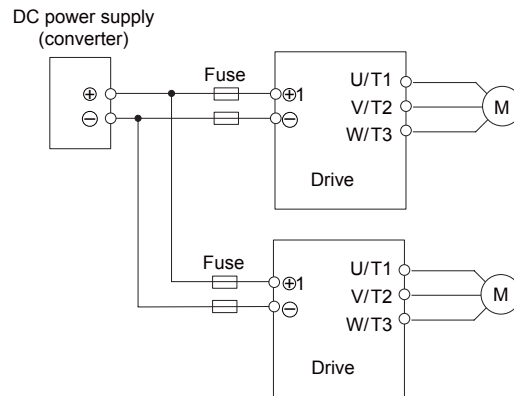 DC power supply
(converter)
Fuse
⊕
⊖
⊕1
⊖
U/T1
V/T2
W/T3
M
Drive
Fuse
⊕1
⊖
U/T1
V/T2
W/T3
M
Drive